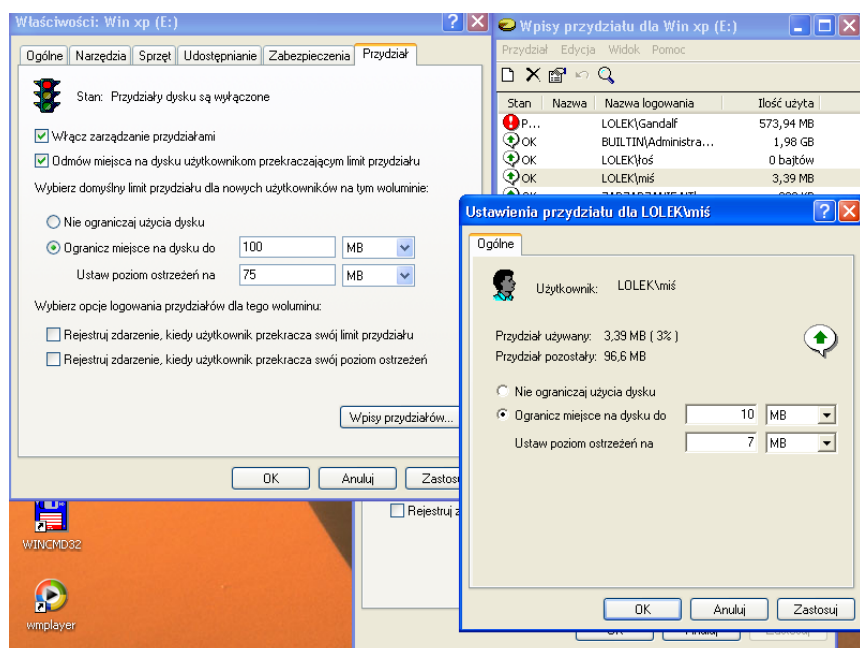 Właściwości: Win xp (E:)
Ogólne Narzędzia Sprzęt Udostępnianie Zabezpieczenia Przydział
Stan: Przydziały dysku są wyłączone
Włącz zarządzanie przydziałami
Odmów miejsca na dysku użytkownikom przekraczającym limit przydziału
Wybierz domyślny limit przydziału dla nowych użytkowników na tym woluminie:
Nie ograniczaj użycia dysku
Ogranicz miejsce na dysku do 100 MB
Ustaw poziom ostrzeżeń na 75 MB
Wybierz opcje logowania przydziałów dla tego woluminu:
Rejestruj zdarzenie, kiedy użytkownik przekracza swój limit przydziału
Rejestruj zdarzenie, kiedy użytkownik przekracza swój poziom ostrzeżeń
Wpisy przydziałów...
OK Anuluj
Wpisy przydziału dla Win xp (E:)
Przydział Edycja Widok Pomoc
Stan Nazwa Nazwa logowania Ilość użyta
P... LOLEK\Gandalf 573,94 MB
OK BUILTIN\Administra... 1,98 GB
OK LOLEK\łoś 0 bajtów
OK LOLEK\miś 3,39 MB
Ustawienia przydziału dla LOLEK\miś
Ogólne
Użytkownik: LOLEK\miś
Przydział używany: 3,39 MB ( 3% )
Przydział pozostały: 96,6 MB
Nie ograniczaj użycia dysku
Ogranicz miejsce na dysku do 10 MB
Ustaw poziom ostrzeżeń na 7 MB
OK Anuluj Zastosuj
Rejestruj
WINCMD32
wmplayer